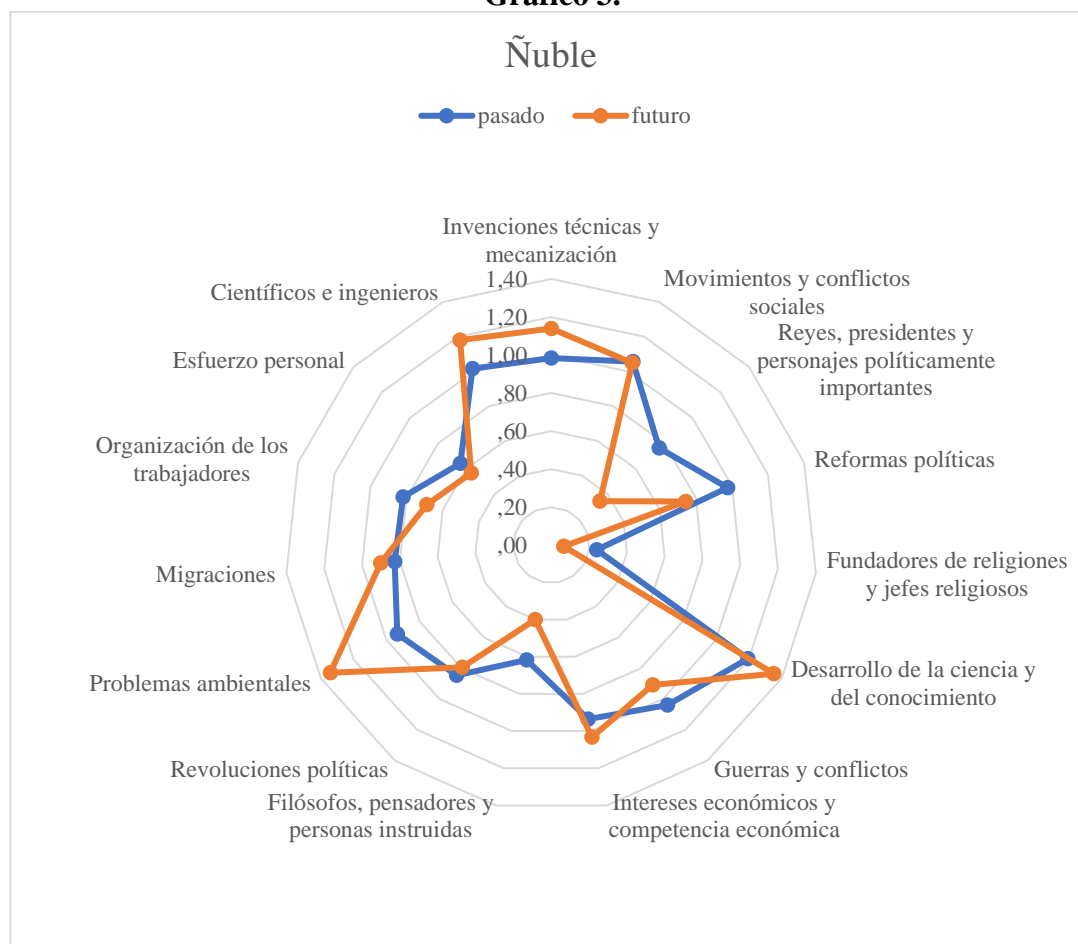 Gráfico 3.
Ñuble
pasado
futuro
Invenciones técnicas y
mecanización
Movimientos y conflictos
sociales
Reyes, presidentes y
personajes políticamente
importantes
Reformas políticas
Fundadores de religiones
y jefes religiosos
Desarrollo de la ciencia y
del conocimiento
Guerras y conflictos
Intereses económicos y
competencia económica
Filósofos, pensadores y
personas instruidas
Revoluciones políticas
Problemas ambientales
Migraciones
Organización de los
trabajadores
Esfuerzo personal
Científicos e ingenieros
1,40
1,20
1,00
,80
,60
,40
,20
,00